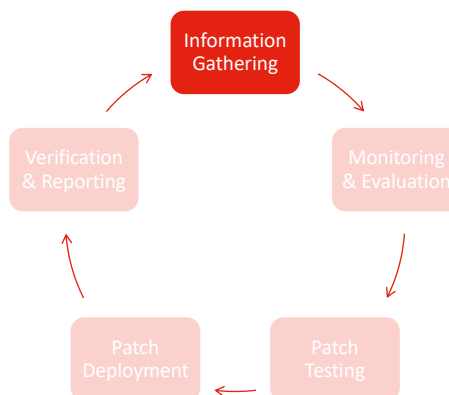 Information
Gathering
Verification
& Reporting
Monitoring
& Evaluation
Patch
Deployment
Patch
Testing